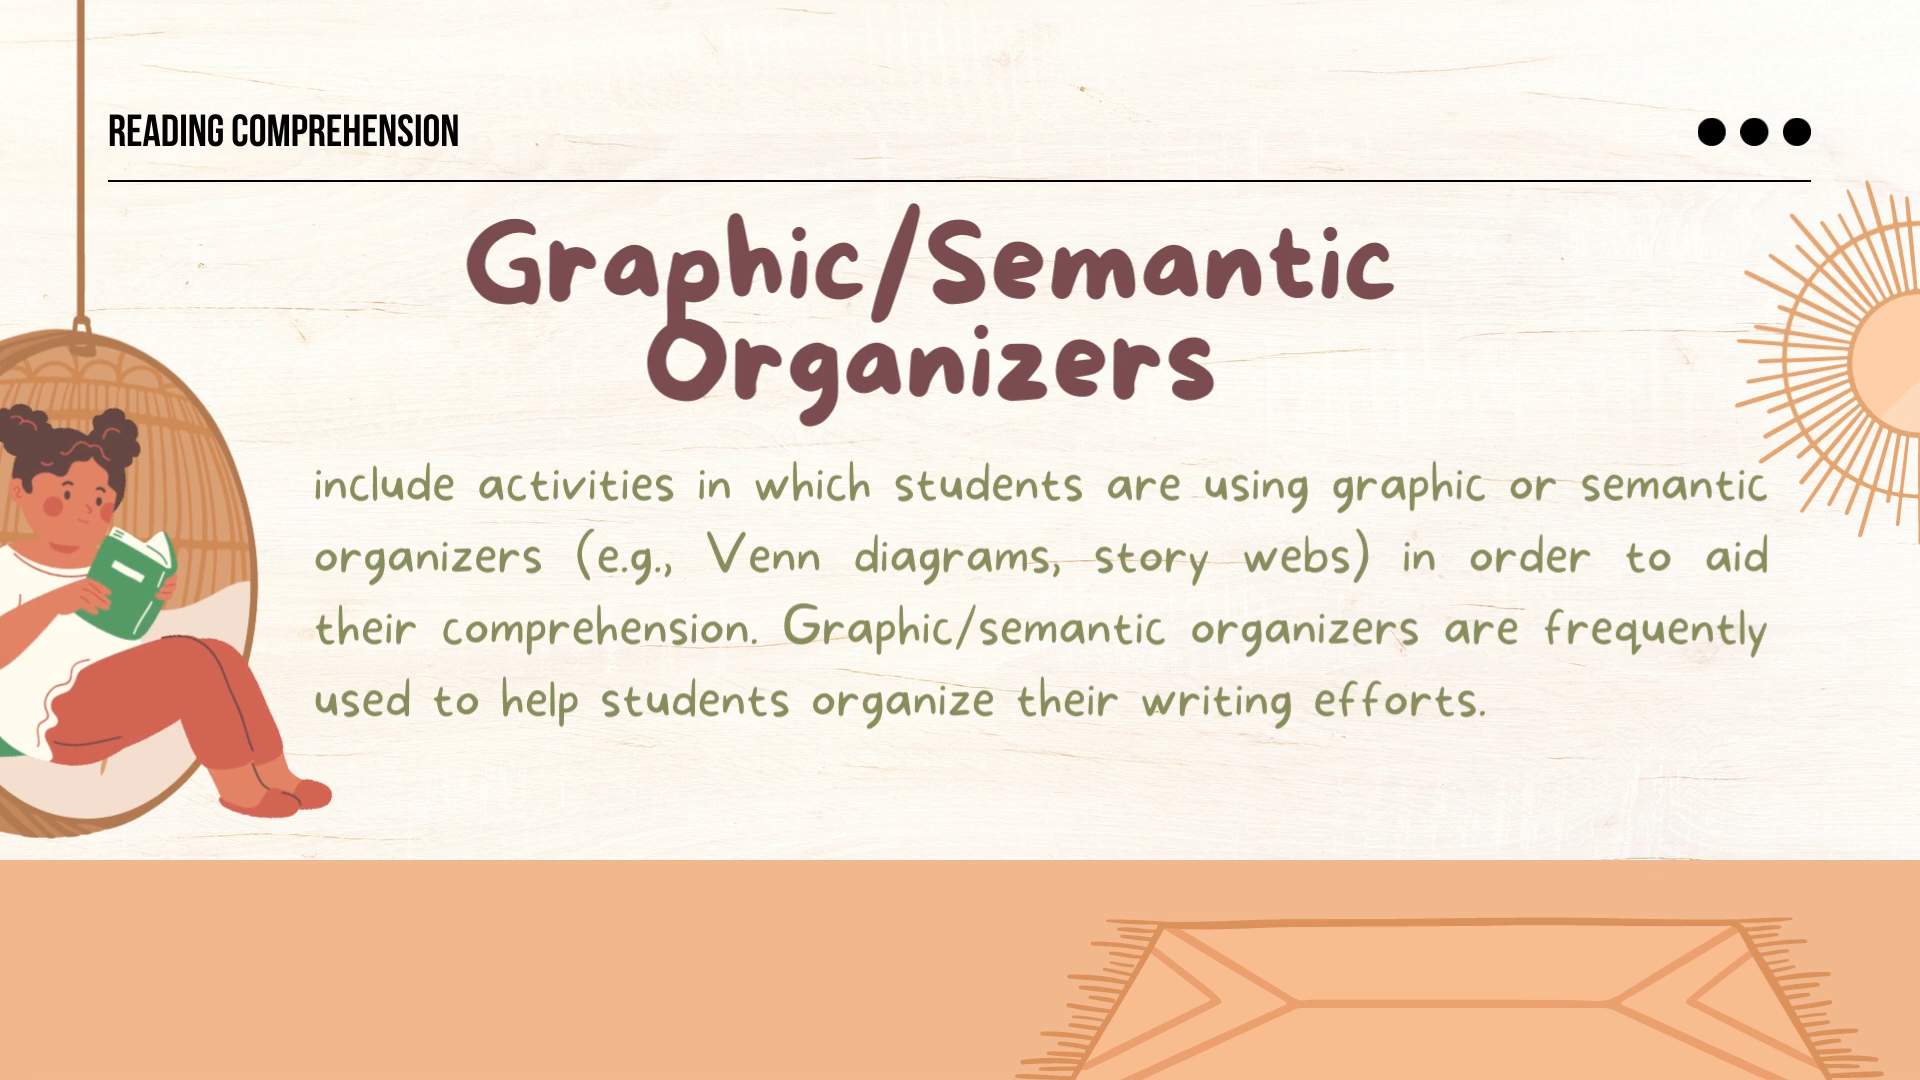 READING COMPREHENSION
Graphic/Semantic
Organizers
include activities in which students are using graphic or semantic
organizers (e.g., Venn diagrams, story webs) in order to aid
their comprehension. Graphic/semantic organizers are frequently
used to help students organize their writing efforts.